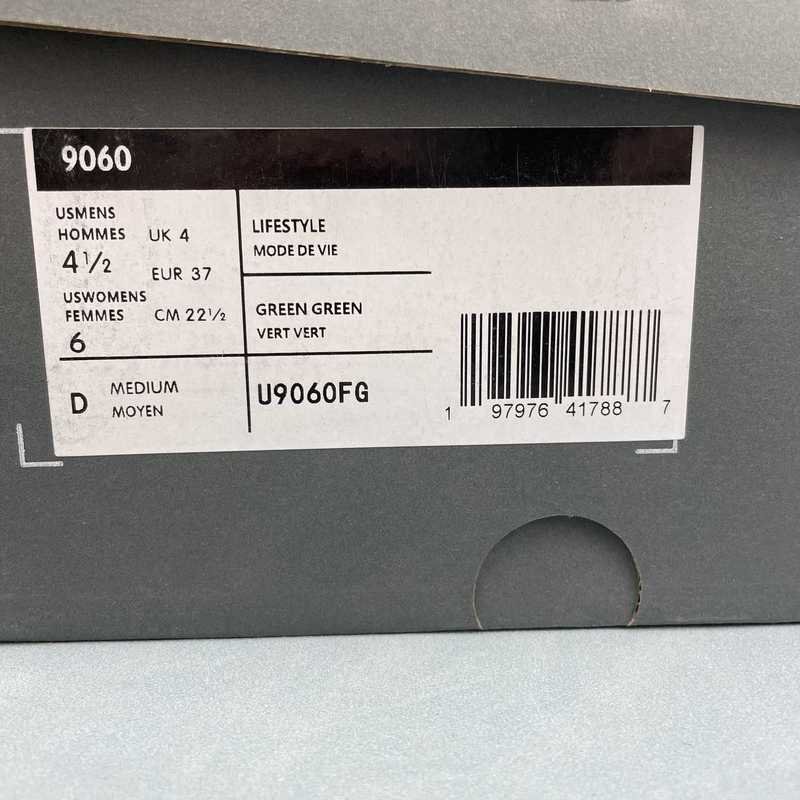 9060
USMENS
HOMMES
4½
UK 4
EUR 37
USWOMENS
FEMMES
6
CM 22½
D
MEDIUM
MOYEN
LIFESTYLE
MODE DE VIE
GREEN GREEN
VERT VERT
U9060FG
1 97976 41788 7